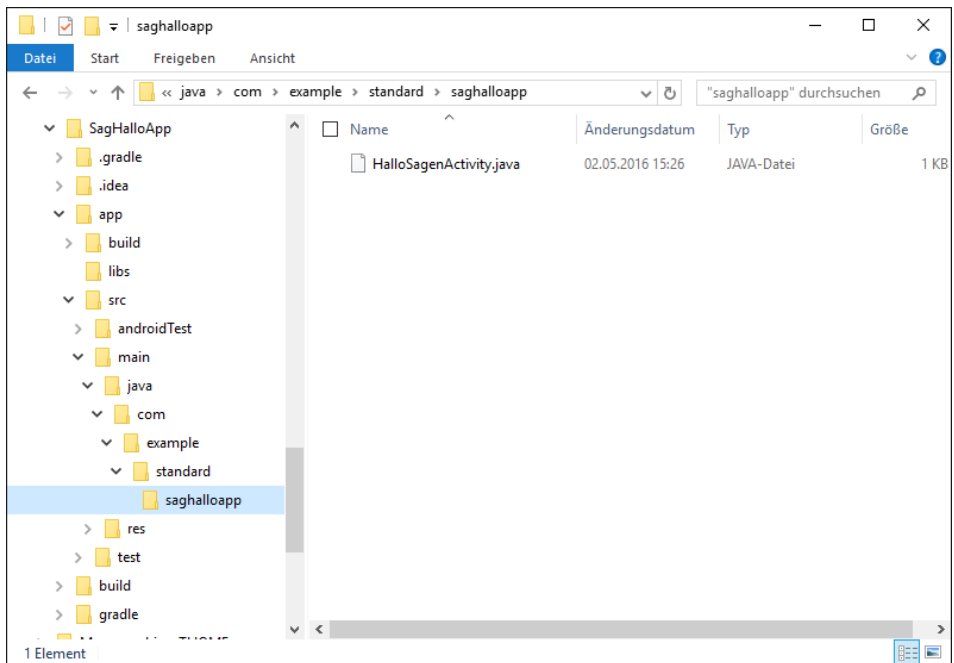 saghalloapp
Datei Start Freigeben Ansicht
« java › com › example › standard › saghalloapp "saghalloapp" durchsuchen
SagHalloApp
.gradle
.idea
app
build
libs
src
androidTest
main
java
com
example
standard
saghalloapp
res
test
build
gradle
Name Änderungsdatum Typ Größe
HalloSagenActivity.java 02.05.2016 15:26 JAVA-Datei 1 KB
1 Element